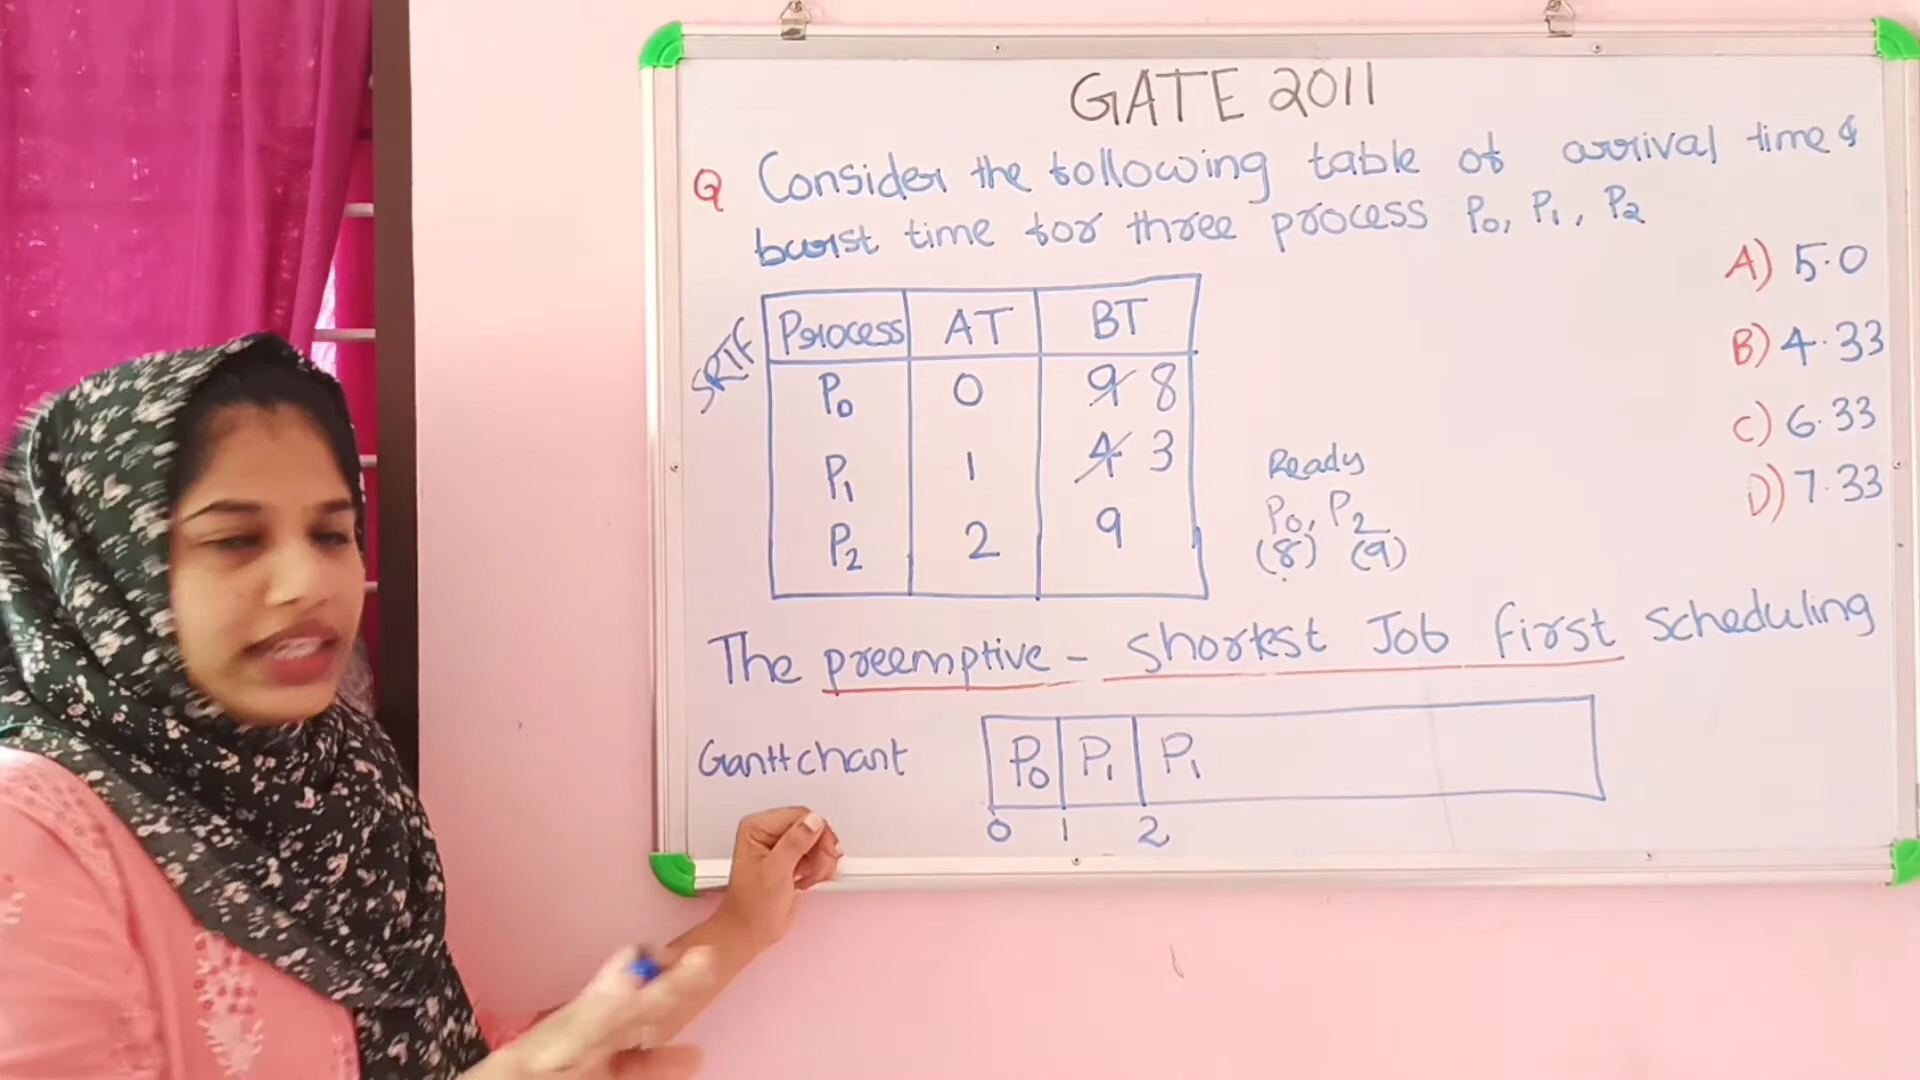 GATE 2011
Q Consider the following table of arrival time &
burst time for three process P0, P1, P2
A) 5.0
B) 4.33
C) 6.33
D) 7.33
SRTF
Process AT BT
P0 0 9 8
P1 1 4 3
P2 2 9
Ready
P0, P2
(8) (9)
The preemptive - shortest Job first scheduling
Gantt chart P0 P1 P1
0 1 2